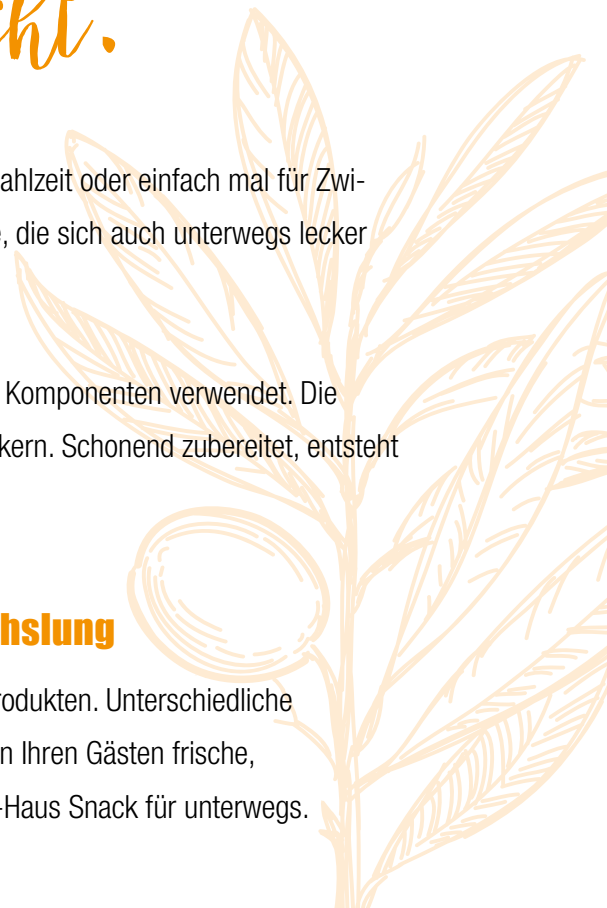 cht.
ahlzeit oder einfach mal für Zwi-
, die sich auch unterwegs lecker
Komponenten verwendet. Die
kern. Schonend zubereitet, entsteht
hslung
rodukten. Unterschiedliche
n Ihren Gästen frische,
-Haus Snack für unterwegs.